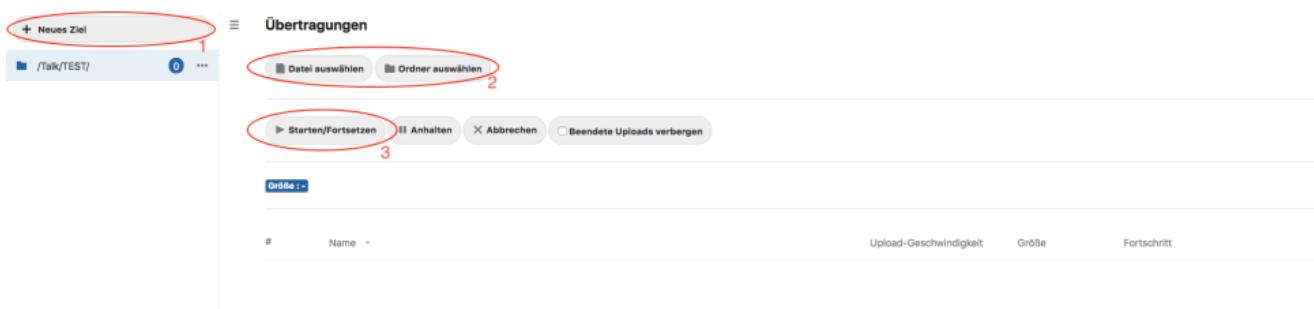 + Neues Ziel
1
/Talk/TEST/ 0 ···
≡ Übertragungen
Datei auswählen Ordner auswählen
2
Starten/Fortsetzen Anhalten Abbrechen Beendete Uploads verbergen
3
Größe : -
# Name Upload-Geschwindigkeit Größe Fortschritt